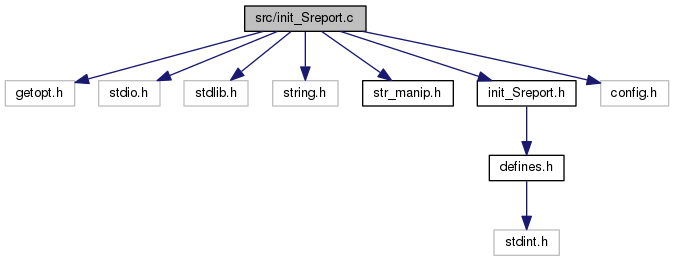 src/init_Sreport.c
getopt.h
stdio.h
stdlib.h
string.h
str_manip.h
init_Sreport.h
config.h
defines.h
stdint.h